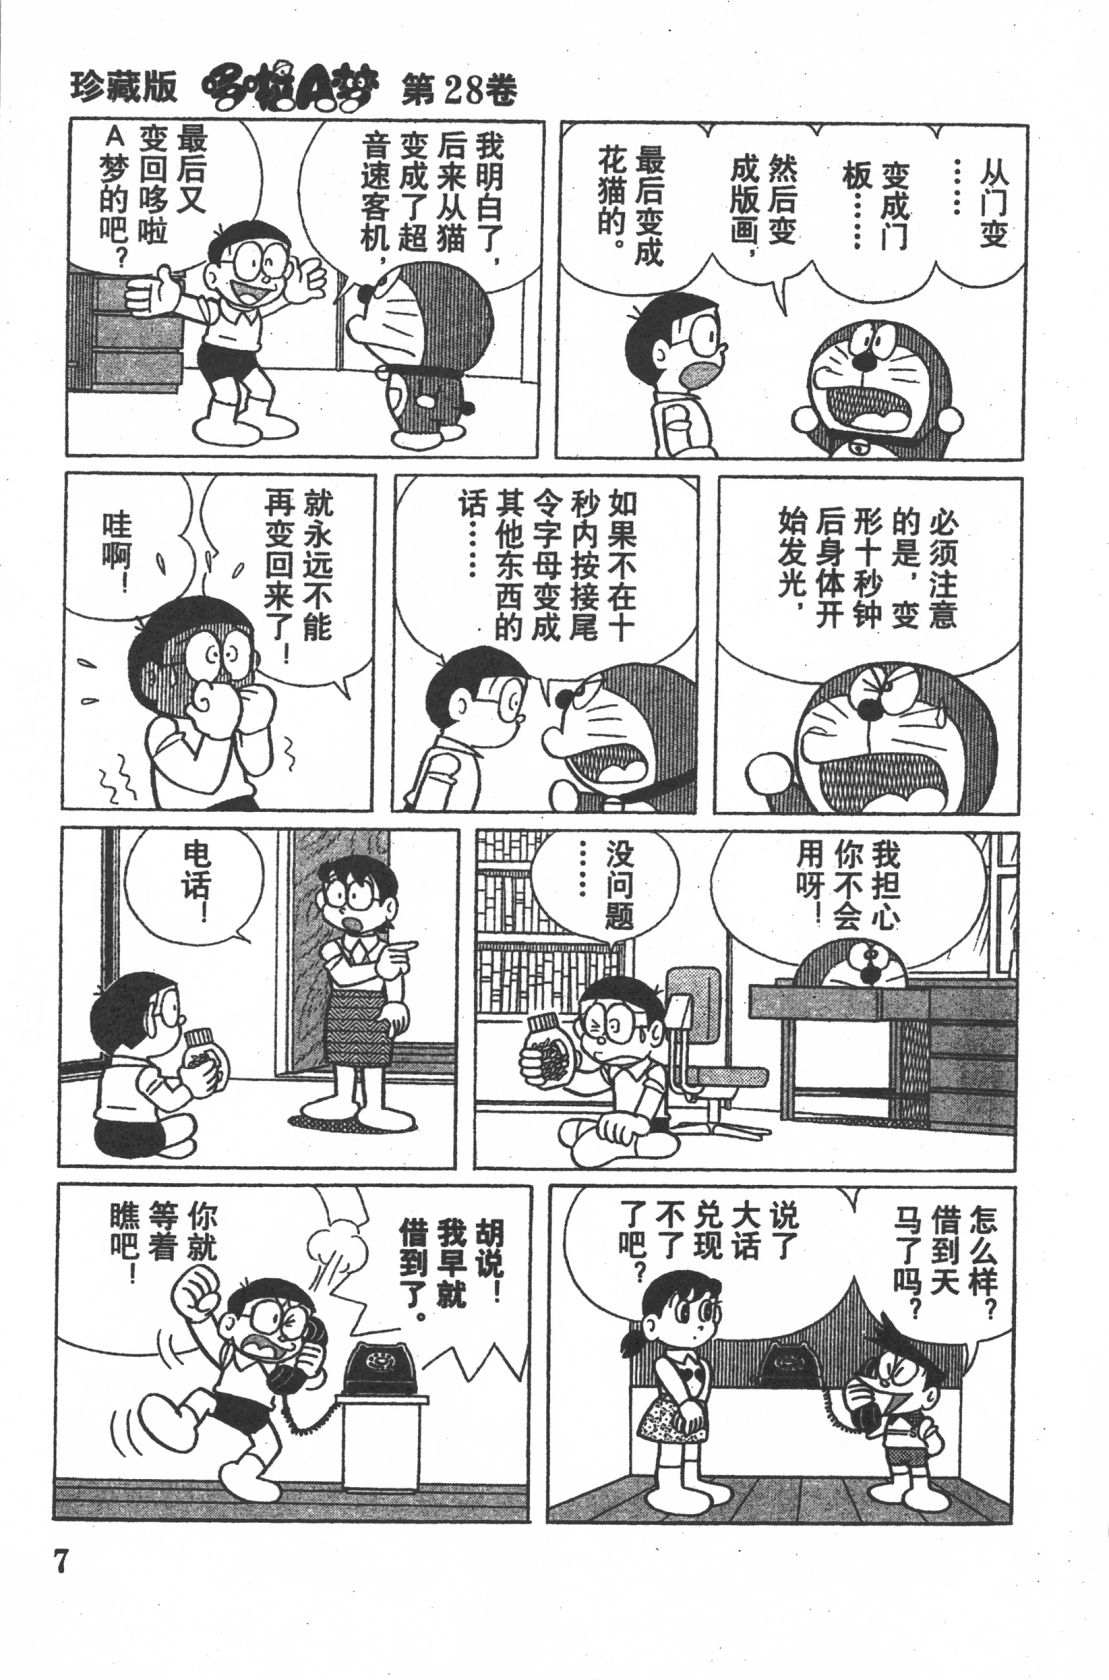 珍藏版 哆啦A梦 第28卷
从门变
……
变成门
板……
然后变
成版画，
最后变成
花猫的。
我明白了，
后来从猫
变成了超
音速客机，
最后又
变回哆啦
A梦的吧？
必须注意
的是，变
形十秒钟
后身体开
始发光，
如果不在十
秒内按接尾
令字母变成
其他东西的
话……
就永远不能
再变回来了！
哇啊！
我担心
你不会
用呀！
没问题
……
电话！
怎么样？
借到天
马了吗？
说了
大话
兑现
不了
了吧？
胡说！
我早就
借到了。
你就
等着
瞧吧！
7